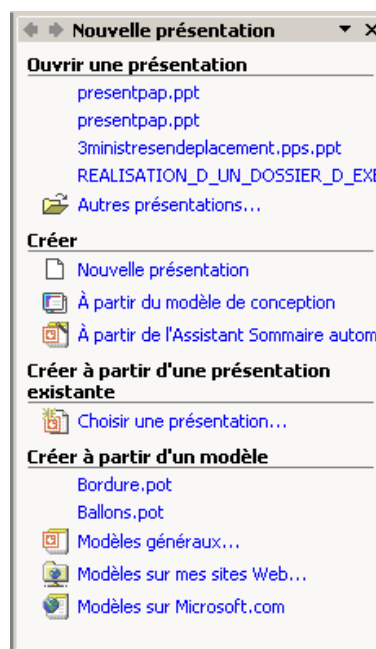 Nouvelle présentation
Ouvrir une présentation
presentpap.ppt
presentpap.ppt
3ministresendeplacement.pps.ppt
REALISATION_D_UN_DOSSIER_D_EXE
Autres présentations...
Créer
Nouvelle présentation
À partir du modèle de conception
À partir de l'Assistant Sommaire autom
Créer à partir d'une présentation
existante
Choisir une présentation...
Créer à partir d'un modèle
Bordure.pot
Ballons.pot
Modèles généraux...
Modèles sur mes sites Web...
Modèles sur Microsoft.com